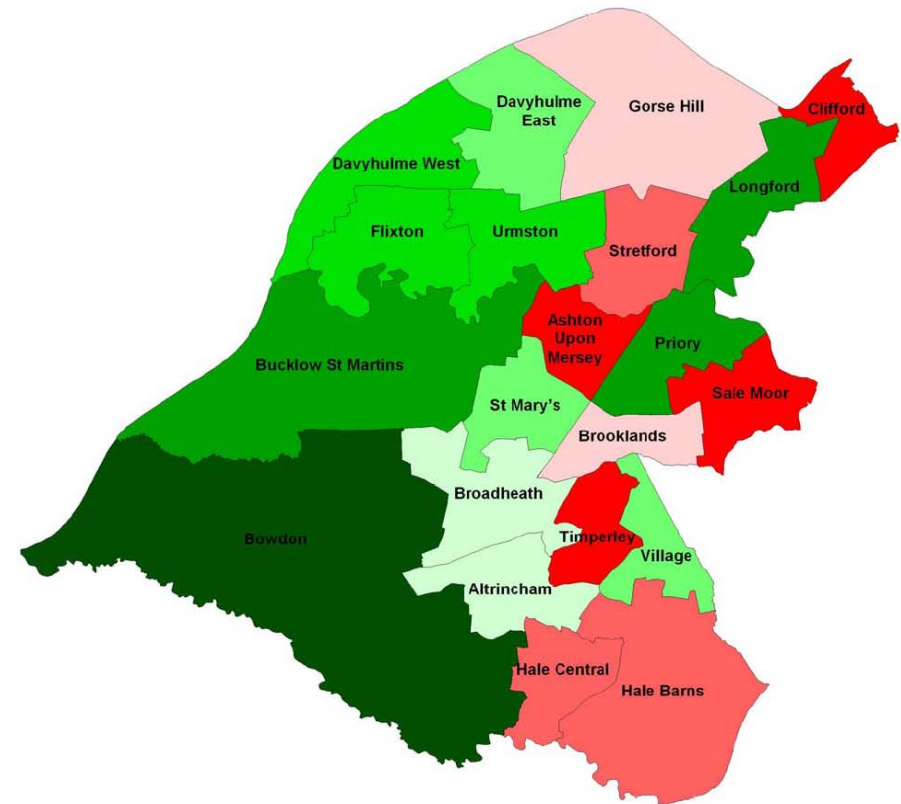 Davyhulme
East
Gorse Hill
Clifford
Davyhulme West
Longford
Flixton
Urmston
Stretford
Ashton
Upon
Mersey
Priory
Bucklow St Martins
Sale Moor
St Mary's
Brooklands
Broadheath
Bowdon
Timperley
Village
Altrincham
Hale Central
Hale Barns